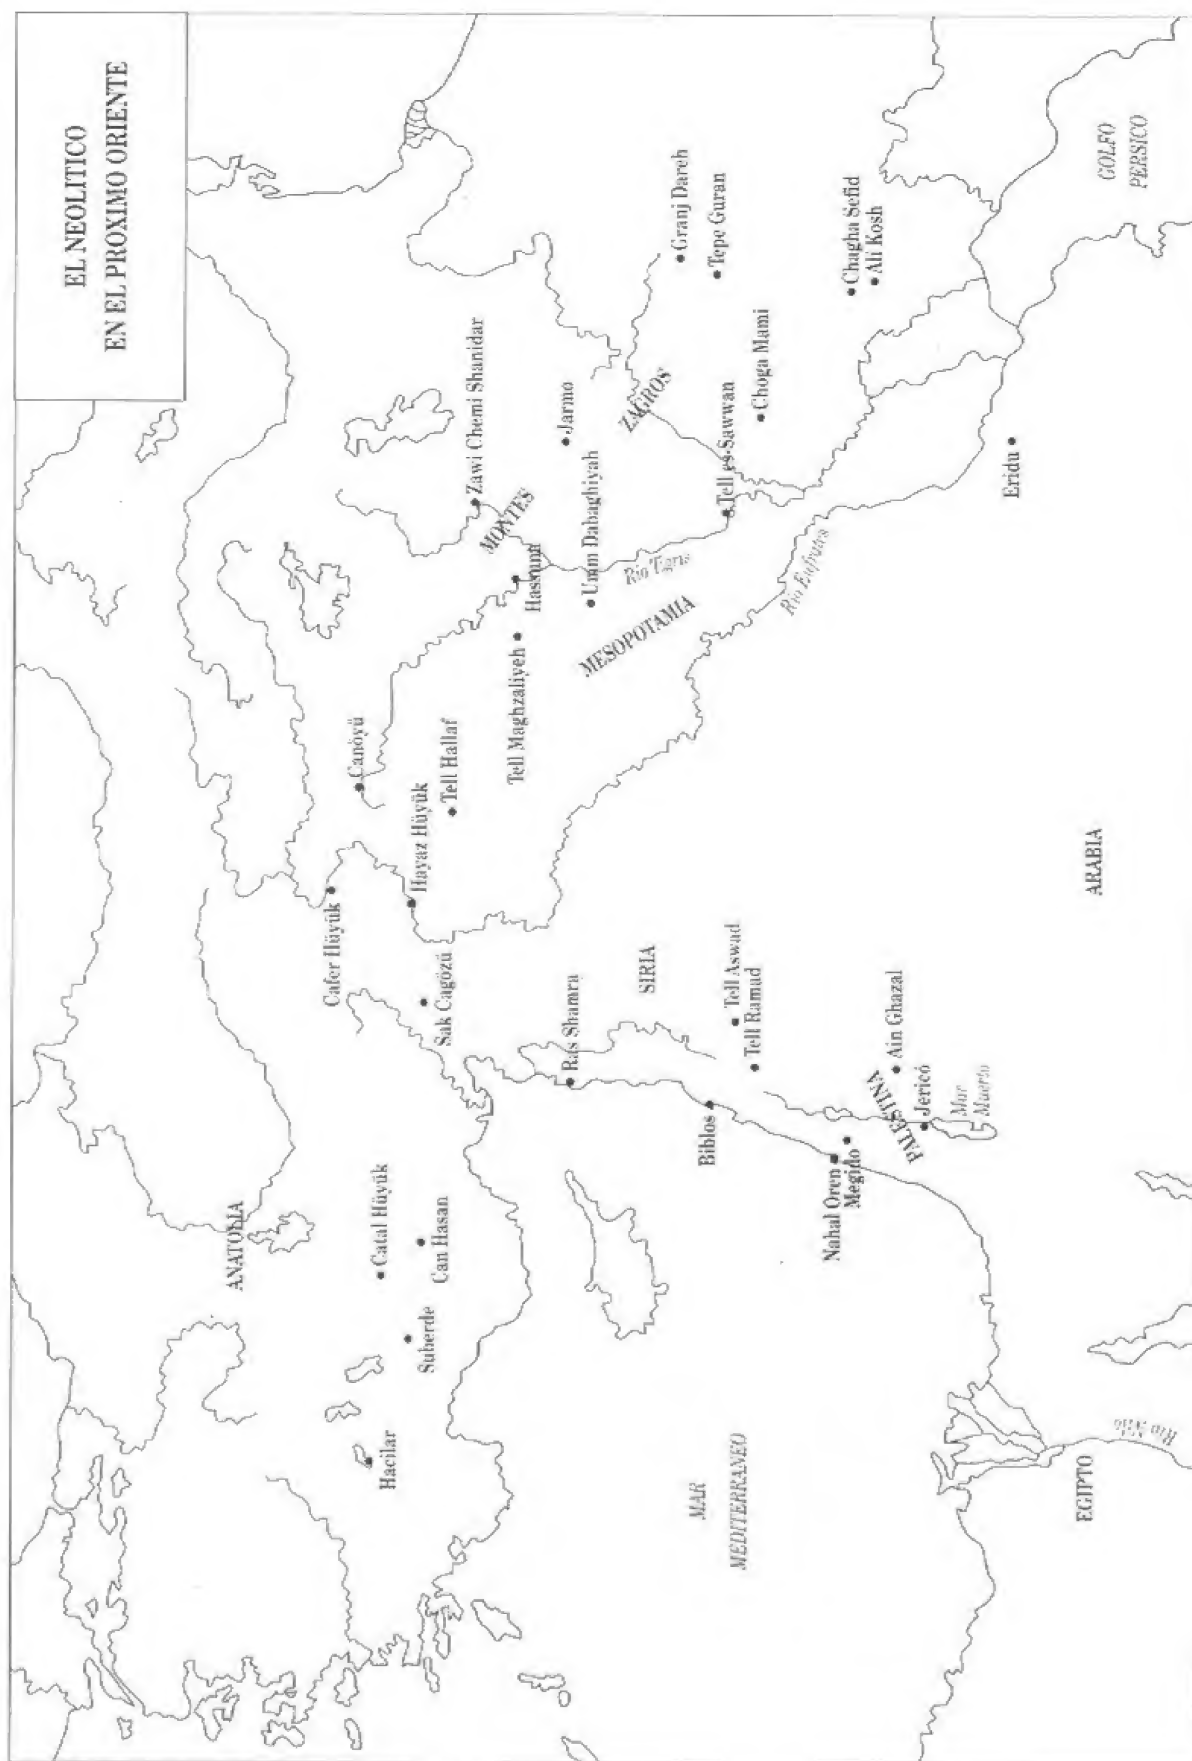 EL NEOLITICO
EN EL PROXIMO ORIENTE
ANATOLIA
Hacilar
Suberde
Catal Hüyük
Can Hasan
Cafer Hüyük
Sak Cagözü
Hayaz Hüyük
Canöyü
Tell Hallaf
Tell Maghzaliyeh
Hassuna
Zawi Chemi Shanidar
MONTES
ZAGROS
Jarmo
Umm Dabaghiyah
Granj Dareh
Tepe Guran
Tell es-Sawwan
Choga Mami
Chagha Sefid
Ali Kosh
Río Tigris
MESOPOTAMIA
Río Eufrates
Eridu
GOLFO
PERSICO
Ras Shamra
SIRIA
Biblos
Tell Aswad
Tell Ramad
Nahal Oren
Megido
PALESTINA
Ain Ghazal
Jericó
Mar
Muerto
ARABIA
MAR
MEDITERRANEO
EGIPTO
Río Nilo